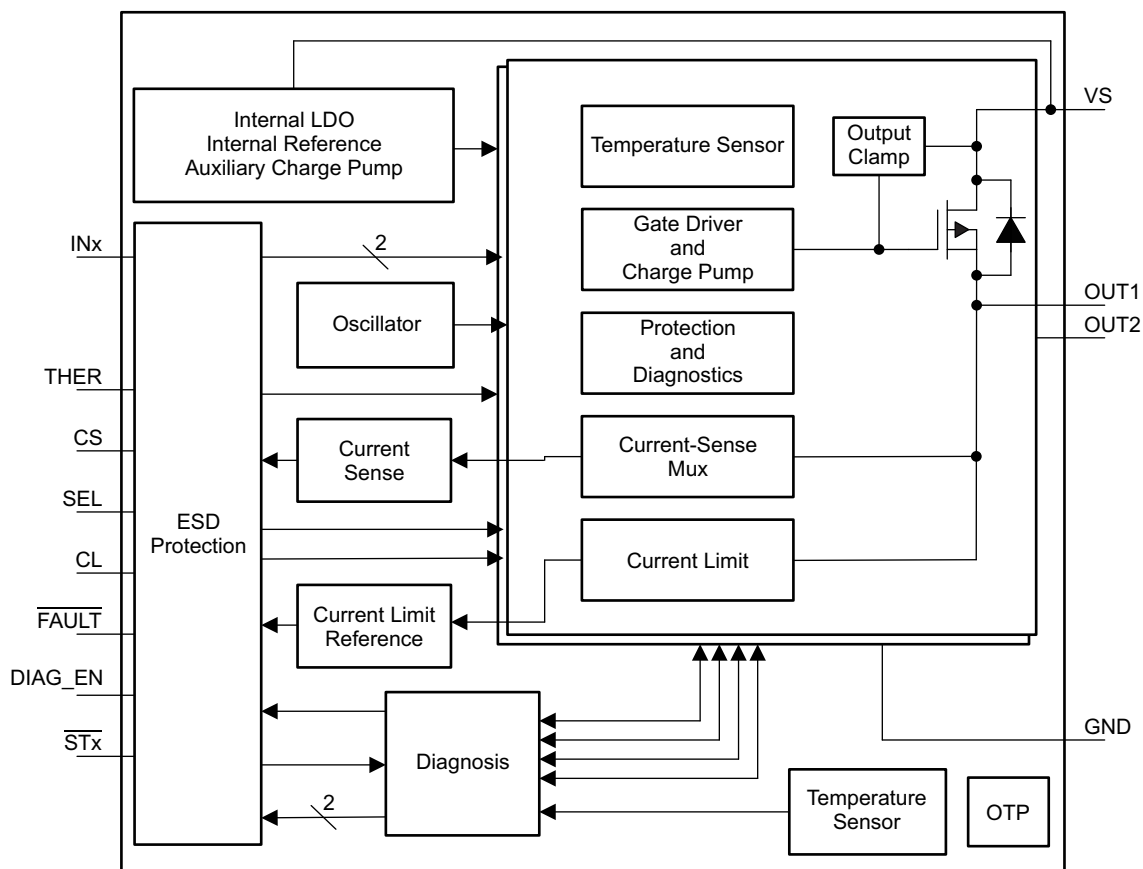 Internal LDO
Internal Reference
Auxiliary Charge Pump
Temperature Sensor
Output
Clamp
VS
INx
2
Gate Driver
and
Charge Pump
Oscillator
OUT1
OUT2
Protection
and
Diagnostics
THER
CS
Current
Sense
Current-Sense
Mux
SEL
ESD
Protection
CL
Current Limit
FAULT
Current Limit
Reference
DIAG_EN
STx
Diagnosis
GND
2
Temperature
Sensor
OTP